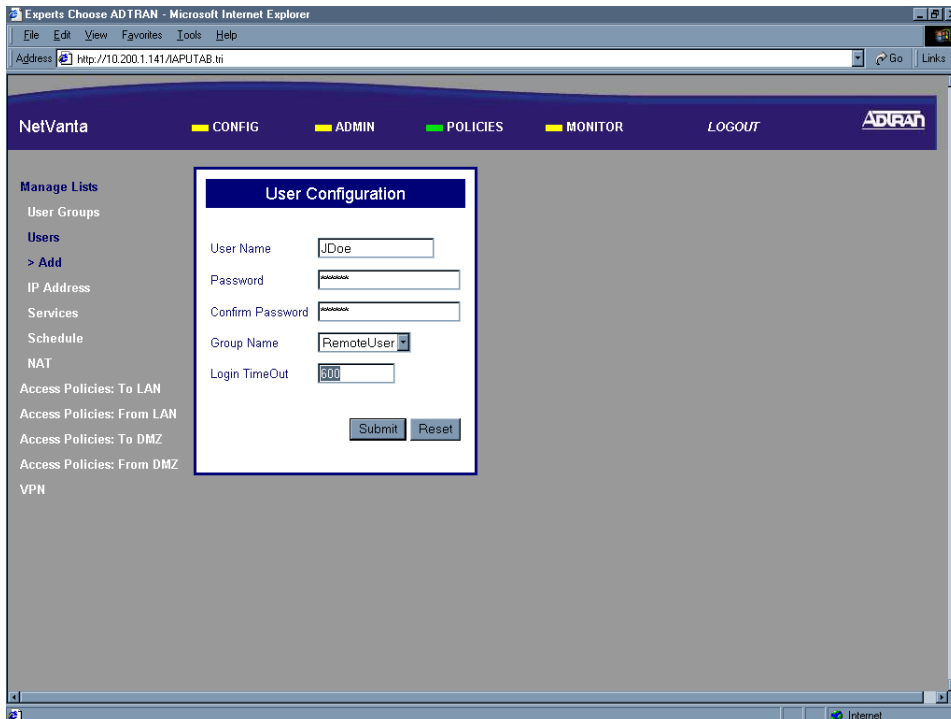 Experts Choose ADTRAN - Microsoft Internet Explorer
File Edit View Favorites Tools Help
Address http://10.200.1.141/IAPUTAB.tri Go Links
NetVanta CONFIG ADMIN POLICIES MONITOR LOGOUT ADTRAN
Manage Lists
User Groups
Users
> Add
IP Address
Services
Schedule
NAT
Access Policies: To LAN
Access Policies: From LAN
Access Policies: To DMZ
Access Policies: From DMZ
VPN
User Configuration
User Name JDoe
Password ******
Confirm Password ******
Group Name RemoteUser
Login TimeOut 600
Submit Reset
Internet